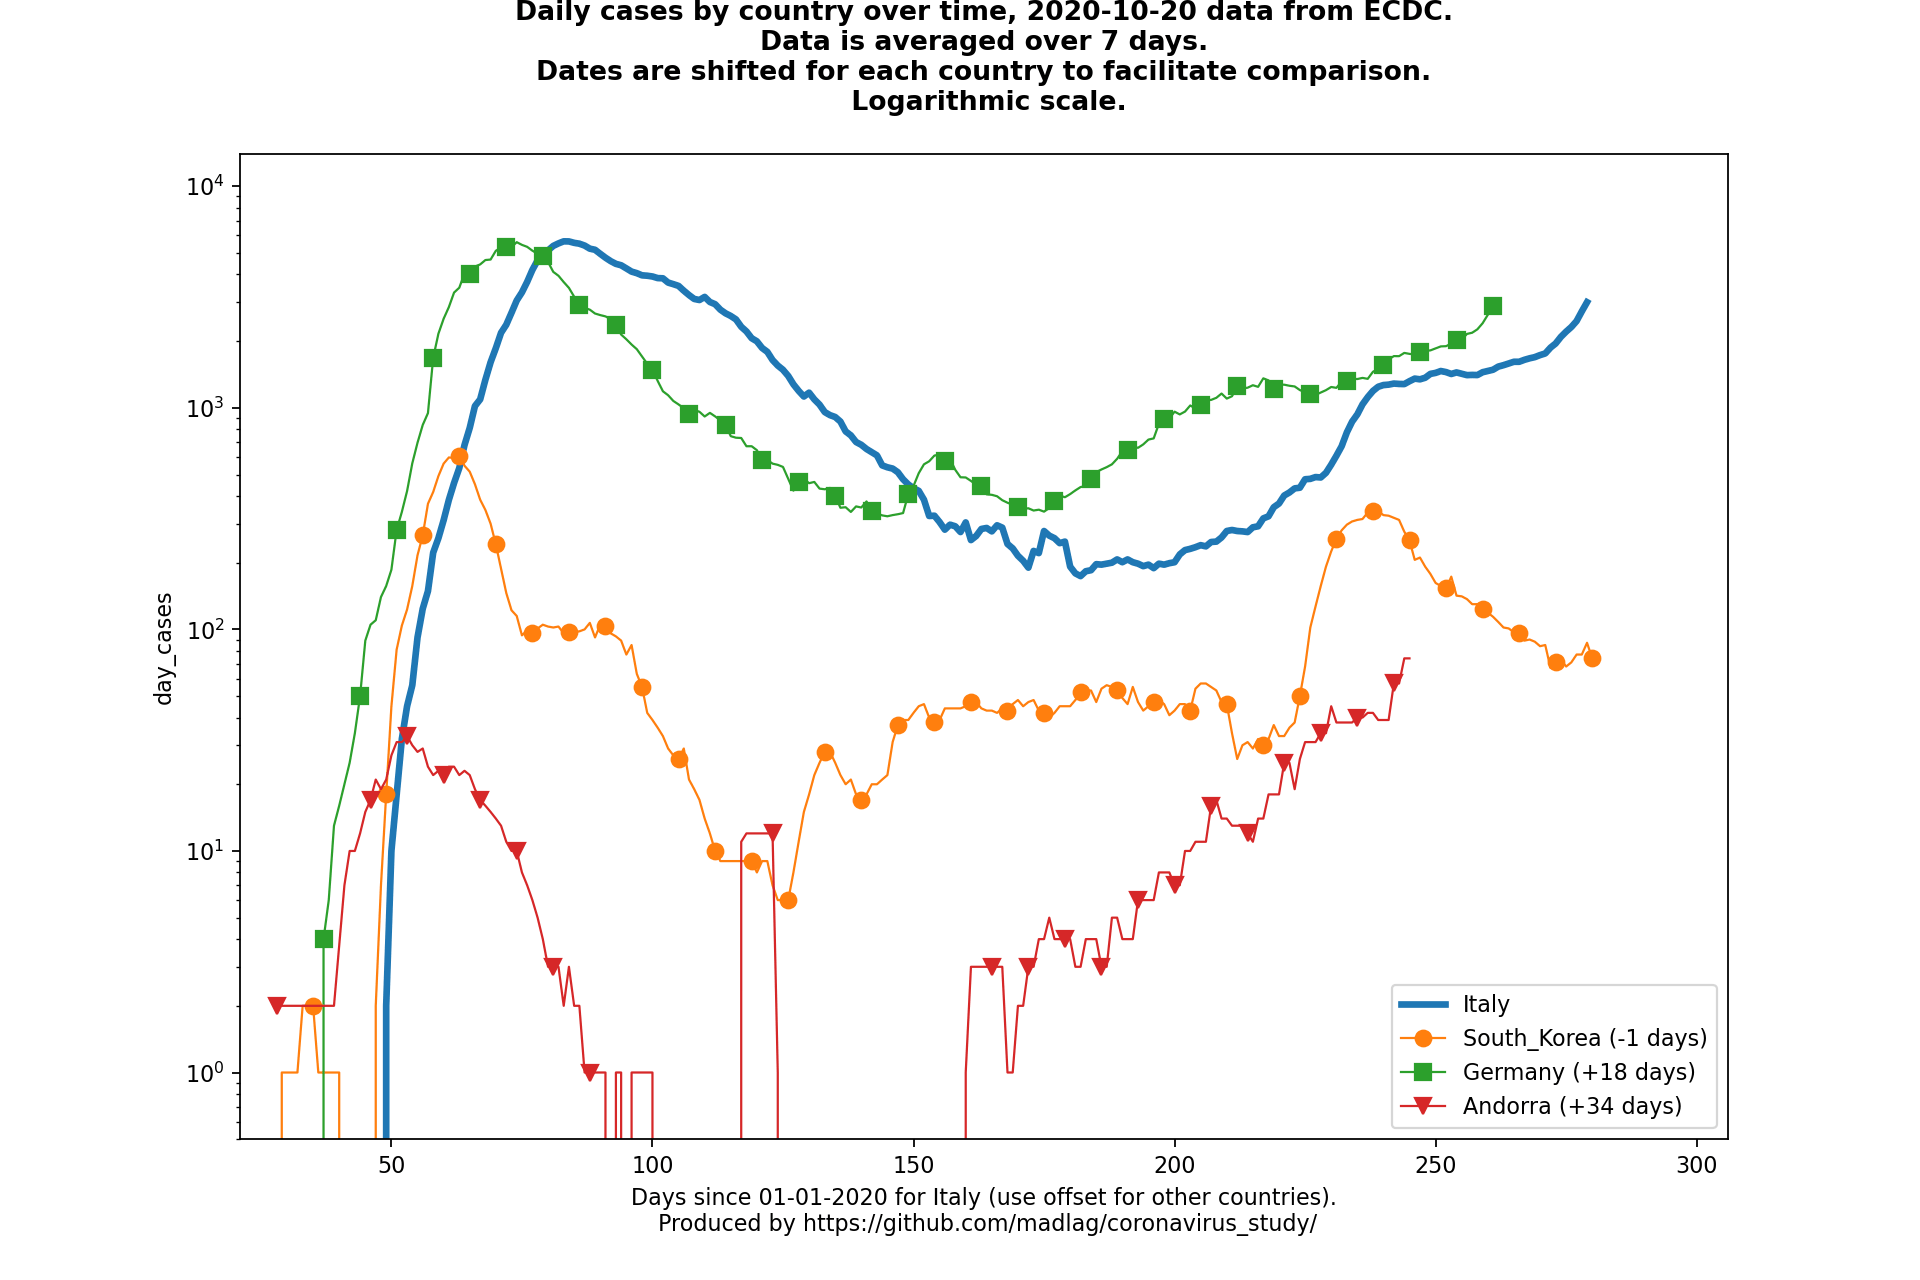 Daily cases by country over time, 2020-10-20 data from ECDC.
Data is averaged over 7 days.
Dates are shifted for each country to facilitate comparison.
Logarithmic scale.
10^4
10^3
10^2
10^1
10^0
day_cases
50 100 150 200 250 300
Days since 01-01-2020 for Italy (use offset for other countries).
Produced by https://github.com/madlag/coronavirus_study/
Italy
South_Korea (-1 days)
Germany (+18 days)
Andorra (+34 days)